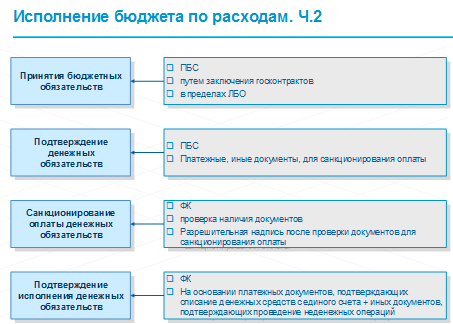 Исполнение бюджета по расходам. Ч.2
Принятия бюджетных
обязательств
ПБС
путем заключения госконтрактов
в пределах ЛБО
Подтверждение
денежных
обязательств
ПБС
Платежные, иные документы, для санкционирования оплаты
Санкционирование
оплаты денежных
обязательств
ФК
проверка наличия документов
Разрешительная надпись после проверки документов для
санкционирования оплаты
Подтверждение
исполнения денежных
обязательств
ФК
На основании платежных документов, подтверждающих
списание денежных средств сединого счета + иных документов,
подтверждающих проведение неденежных операций